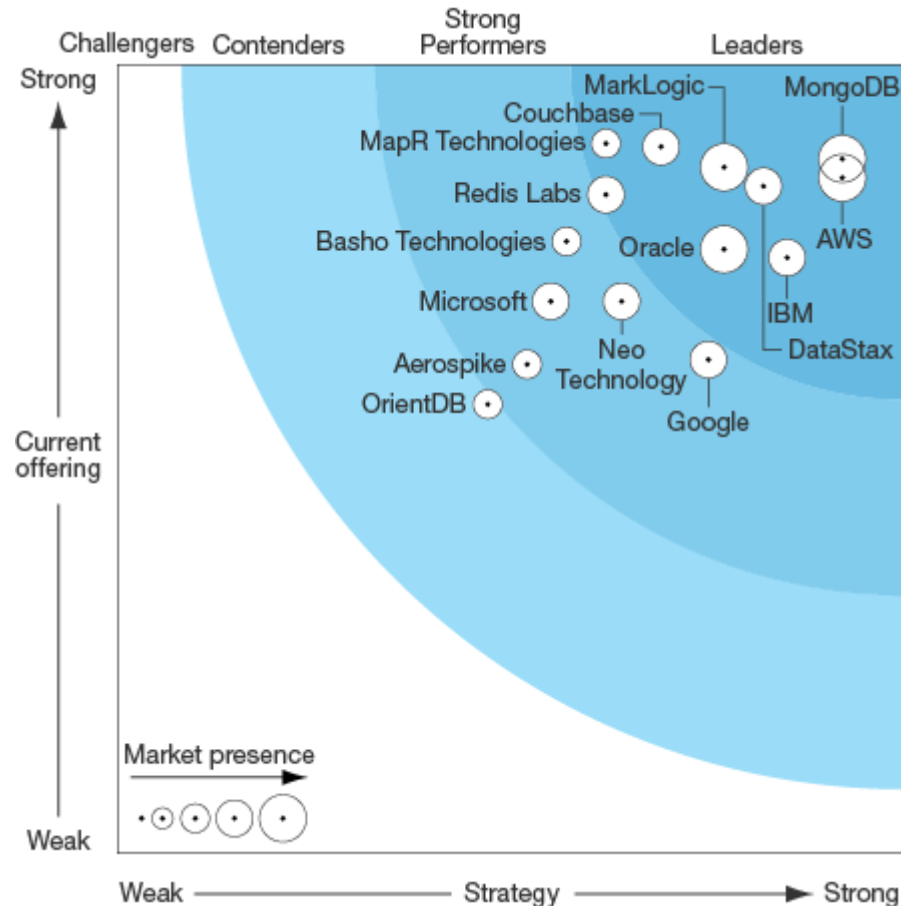 Strong
Challengers Contenders Performers Leaders
Strong
MarkLogic MongoDB
Couchbase
MapR Technologies
Redis Labs
Basho Technologies
Oracle AWS
Microsoft
IBM
Neo
Technology
DataStax
Aerospike
OrientDB
Google
Current
offering
Market presence
Weak
Weak Strategy Strong